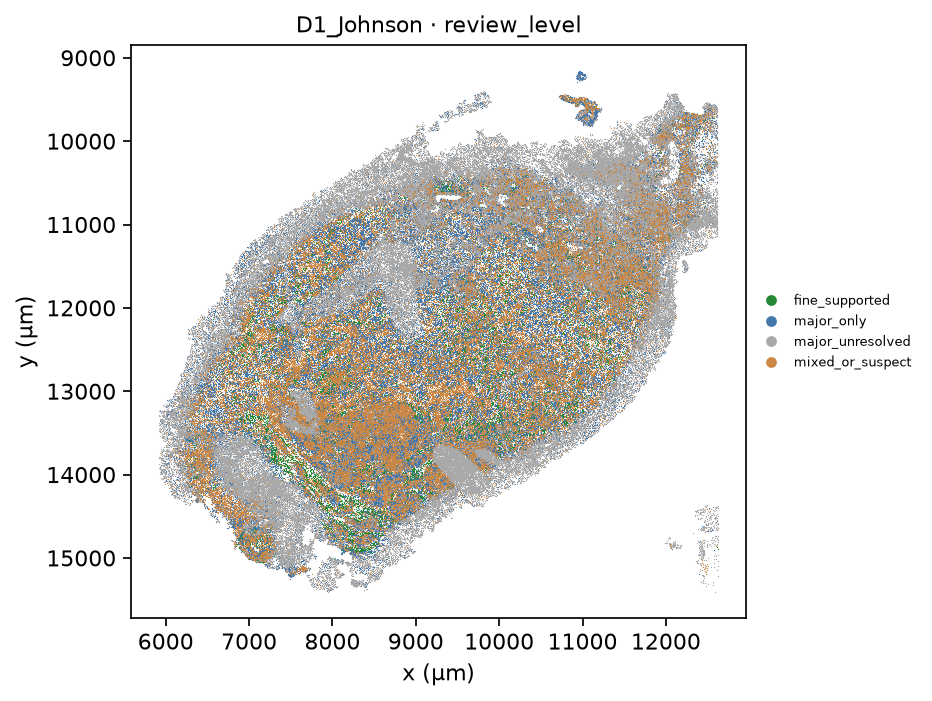 D1_Johnson · review_level
9000
10000
11000
12000
13000
14000
15000
y (µm)
6000 7000 8000 9000 10000 11000 12000
x (µm)
fine_supported
major_only
major_unresolved
mixed_or_suspect